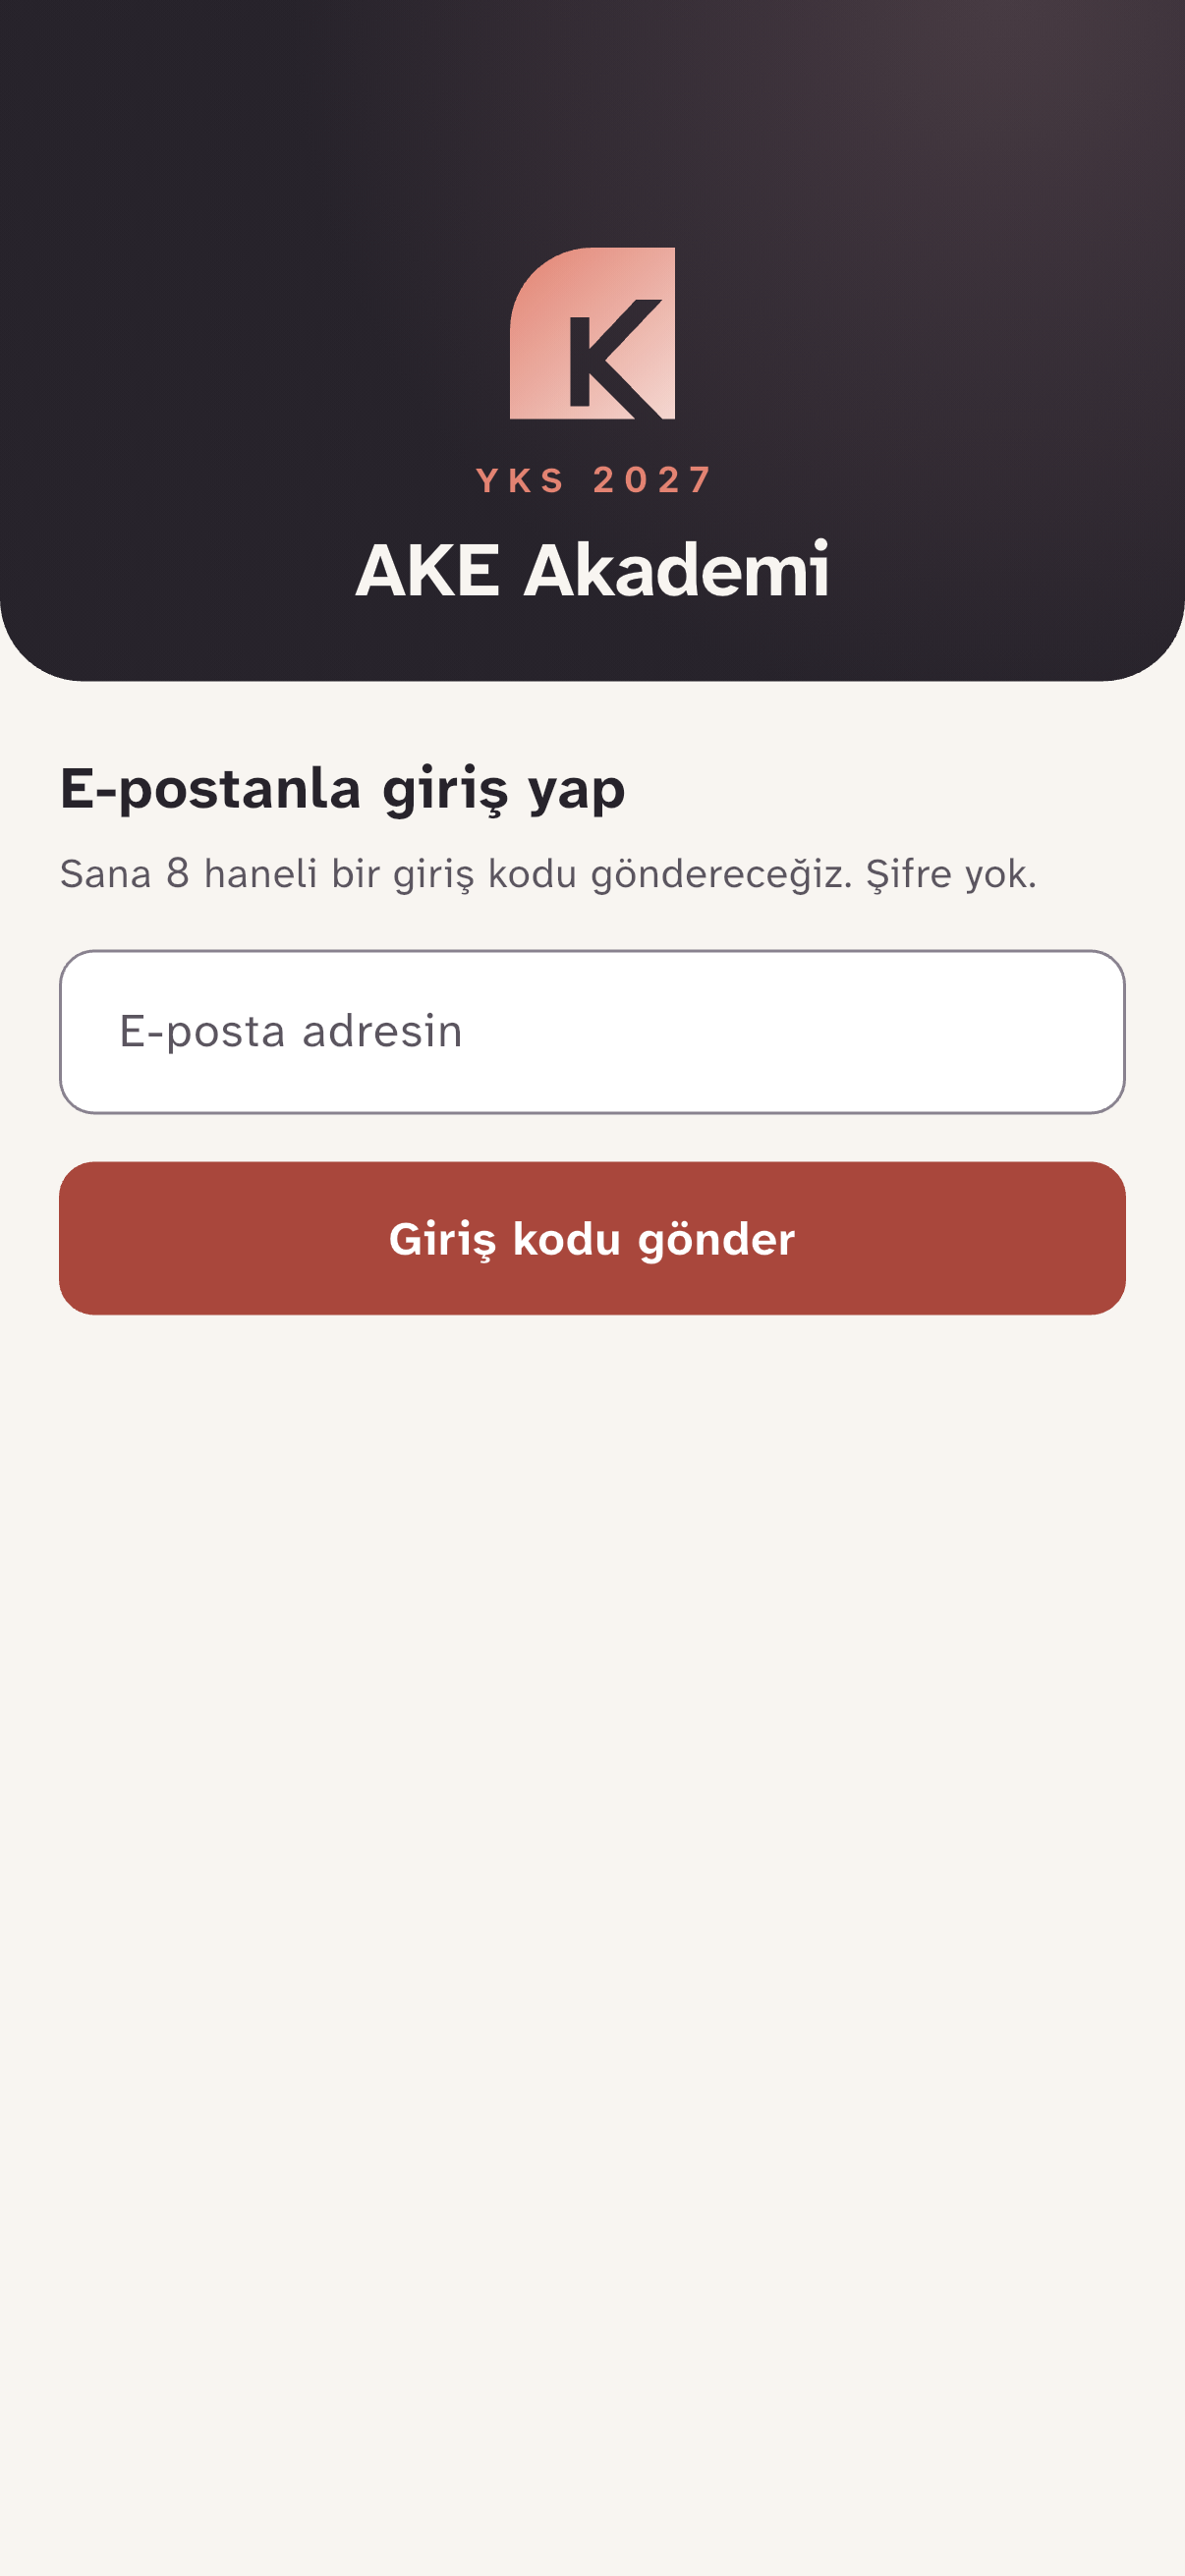 K
YKS 2027
AKE Akademi
E-postanla giriş yap
Sana 8 haneli bir giriş kodu göndereceğiz. Şifre yok.
E-posta adresin
Giriş kodu gönder